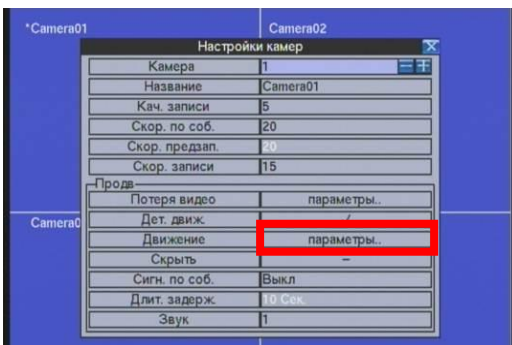 *Camera01 Camera02
Настройки камер X
Камера 1 − +
Название Camera01
Кач. записи 5
Скор. по соб. 20
Скор. предзап. 20
Скор. записи 15
Продв
Потеря видео параметры..
Camera0 Дет. движ. ✓
Движение параметры..
Скрыть –
Сигн. по соб. Выкл
Длит. задерж. 10 Сек.
Звук 1